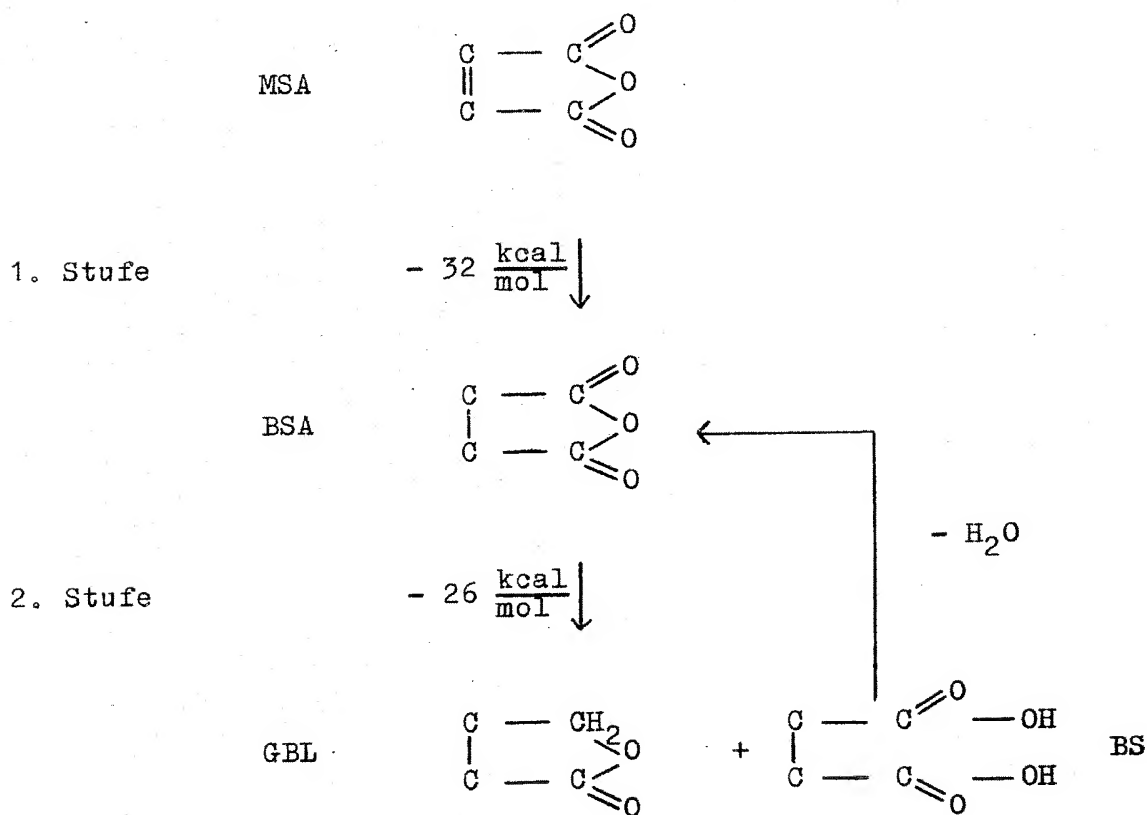 O
C — C
MSA O
C — C
O
1. Stufe - 32 kcal/mol
O
C — C
BSA O
C — C
O
- H2O
2. Stufe - 26 kcal/mol
O
C — CH2 C — C — OH
GBL O + BS
C — C C — C — OH
O O